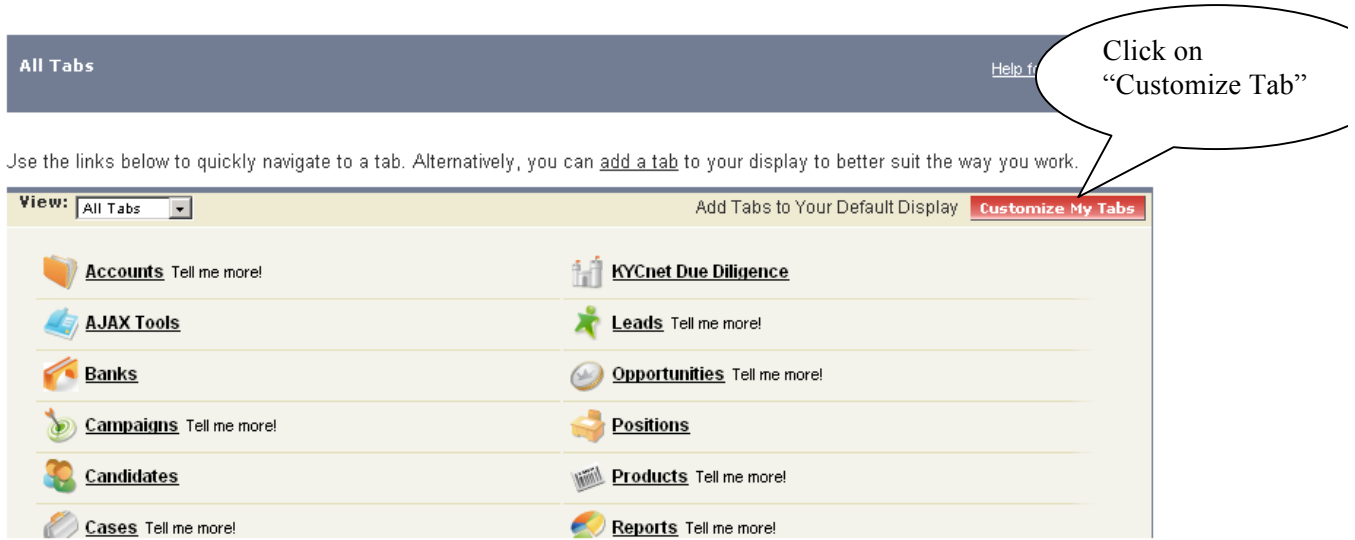 All Tabs
Help fo
Click on
“Customize Tab”
Use the links below to quickly navigate to a tab. Alternatively, you can add a tab to your display to better suit the way you work.
View: All Tabs
Add Tabs to Your Default Display Customize My Tabs
Accounts Tell me more!
KYCnet Due Diligence
AJAX Tools
Leads Tell me more!
Banks
Opportunities Tell me more!
Campaigns Tell me more!
Positions
Candidates
Products Tell me more!
Cases Tell me more!
Reports Tell me more!